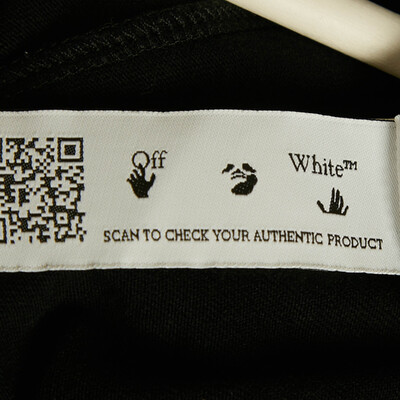 Off White™
SCAN TO CHECK YOUR AUTHENTIC PRODUCT